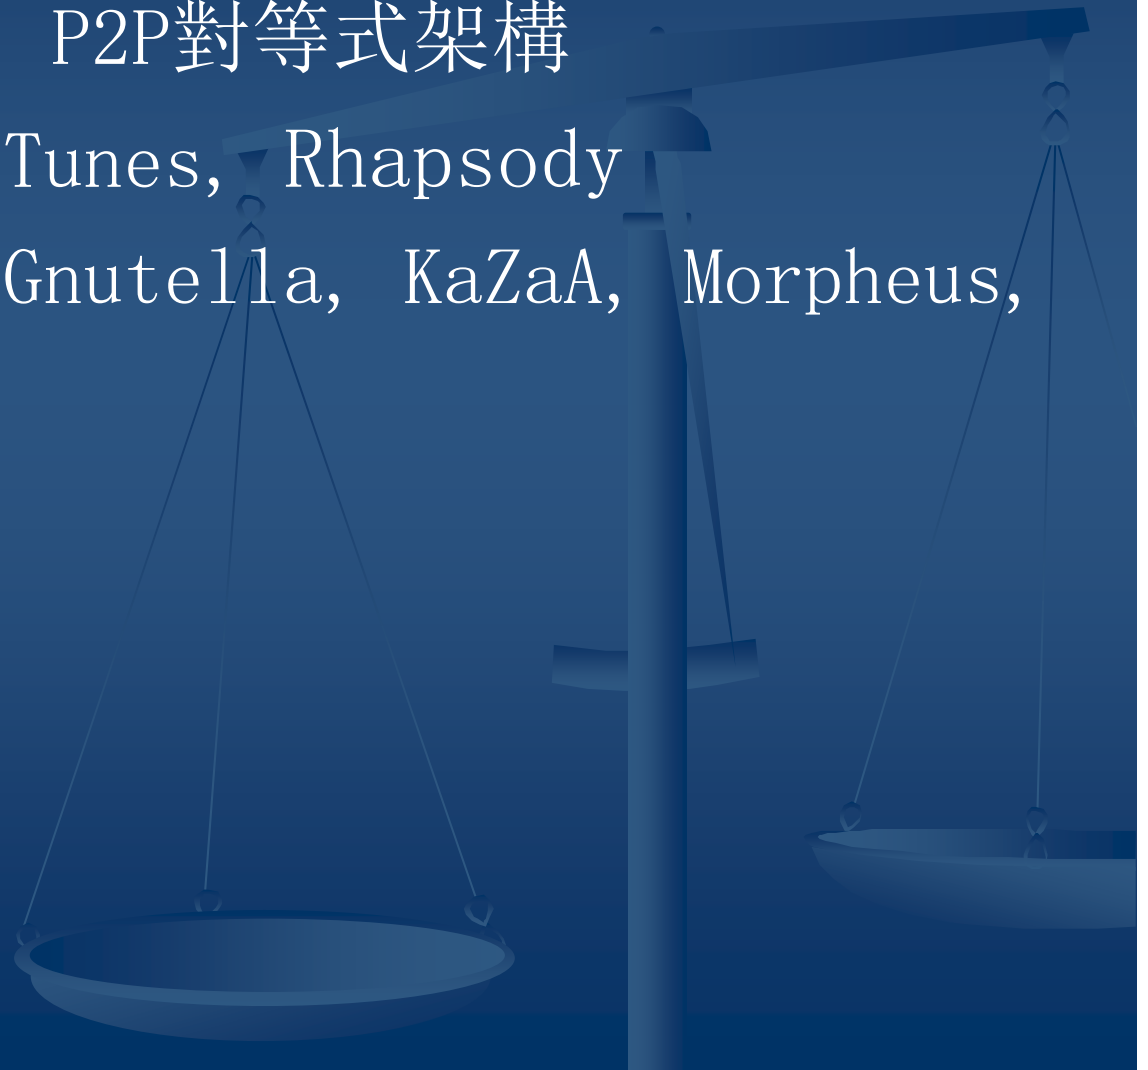 P2P對等式架構
Tunes, Rhapsody
Gnutella, KaZaA, Morpheus,